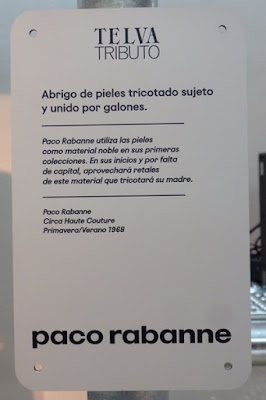 TELVA
TRIBUTO
Abrigo de pieles tricotado sujeto
y unido por galones.
Paco Rabanne utiliza las pieles
como material noble en sus primeras
colecciones. En sus inicios y por falta
de capital, aprovechará retales
de este material que tricotará su madre.
Paco Rabanne
Circa Haute Couture
Primavera/Verano 1968
paco rabanne